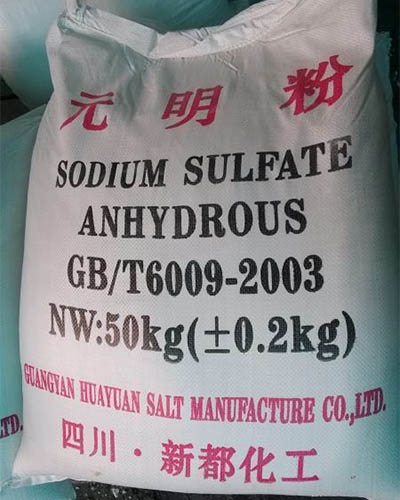 元明粉
SODIUM SULFATE
ANHYDROUS
GB/T6009-2003
NW:50kg(±0.2kg)
GUANGYAN HUAYUAN SALT MANUFACTURE CO.,LTD.
四川·新都化工
TD.